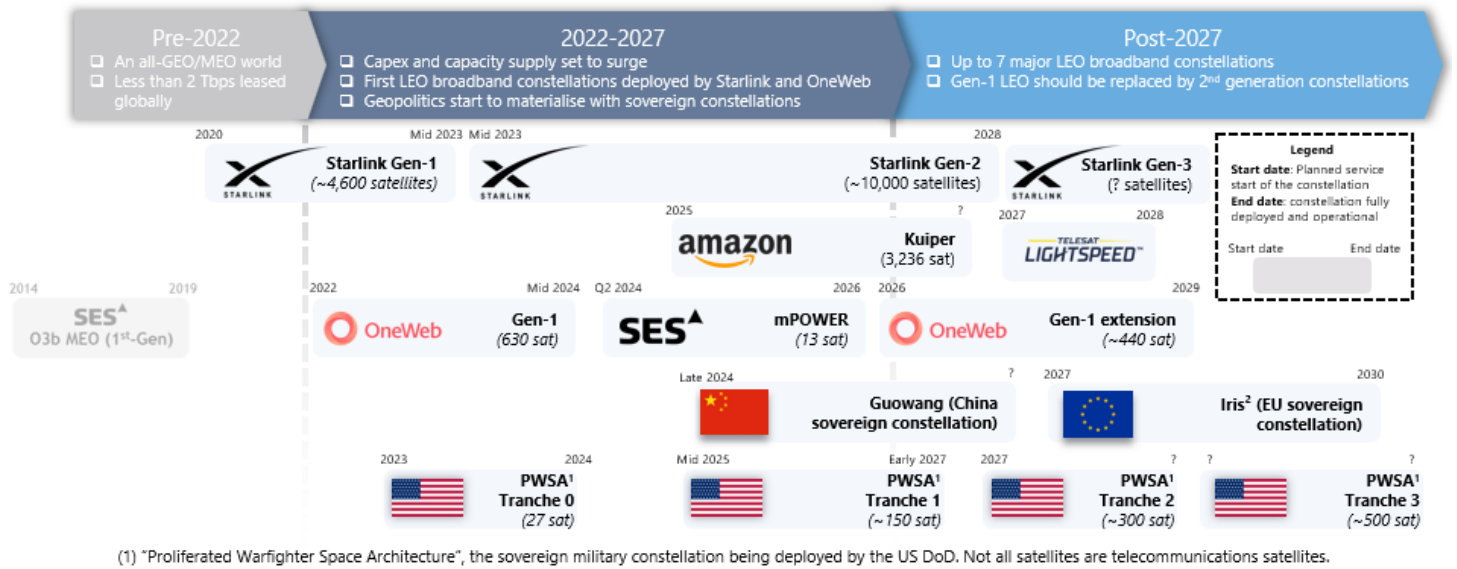 Pre-2022
❑ An all-GEO/MEO world
❑ Less than 2 Tbps leased
globally
2022-2027
❑ Capex and capacity supply set to surge
❑ First LEO broadband constellations deployed by Starlink and OneWeb
❑ Geopolitics start to materialise with sovereign constellations
Post-2027
❑ Up to 7 major LEO broadband constellations
❑ Gen-1 LEO should be replaced by 2nd generation constellations
2020 Mid 2023
STARLINK
Starlink Gen-1
(~4,600 satellites)
Mid 2023 2028
STARLINK
Starlink Gen-2
(~10,000 satellites)
STARLINK
Starlink Gen-3
(? satellites)
Legend
Start date: Planned service
start of the constellation
End date: constellation fully
deployed and operational
Start date End date
2025 ?
amazon
Kuiper
(3,236 sat)
2027 2028
TELESAT
LIGHTSPEED™
2014 2019
SES
O3b MEO (1st-Gen)
2022 Mid 2024
OneWeb
Gen-1
(630 sat)
Q2 2024 2026
SES
mPOWER
(13 sat)
2026 2029
OneWeb
Gen-1 extension
(~440 sat)
Late 2024 ?
Guowang (China
sovereign constellation)
2027 2030
Iris² (EU sovereign
constellation)
2023 2024
PWSA¹
Tranche 0
(27 sat)
Mid 2025 Early 2027
PWSA¹
Tranche 1
(~150 sat)
2027 ?
PWSA¹
Tranche 2
(~300 sat)
? ?
PWSA¹
Tranche 3
(~500 sat)
(1) “Proliferated Warfighter Space Architecture”, the sovereign military constellation being deployed by the US DoD. Not all satellites are telecommunications satellites.